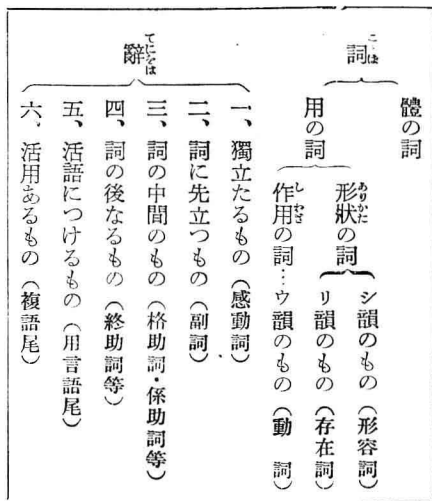 詞
ことば
體の詞
用の詞
形狀の詞
ありかた
シ韻のもの（形容詞）
リ韻のもの（存在詞）
作用の詞…ウ韻のもの（動　詞）
しわざ
辭
てにをは
一、獨立たるもの（感動詞）
二、詞に先立つもの（副詞）
三、詞の中間のもの（格助詞・係助詞等）
四、詞の後なるもの（終助詞等）
五、活語につけるもの（用言語尾）
六、活用あるもの（複語尾）